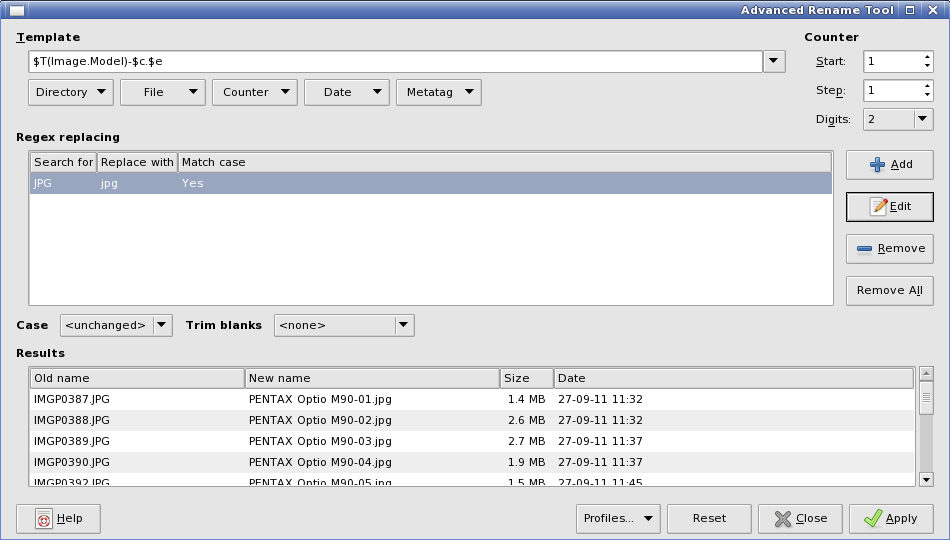 Advanced Rename Tool
Template
$T(Image.Model)-$c.$e
Directory File Counter Date Metatag
Counter
Start: 1
Step: 1
Digits: 2
Regex replacing
Search for Replace with Match case
JPG jpg Yes
Add
Edit
Remove
Remove All
Case <unchanged> Trim blanks <none>
Results
Old name New name Size Date
IMGP0387.JPG PENTAX Optio M90-01.jpg 1.4 MB 27-09-11 11:32
IMGP0388.JPG PENTAX Optio M90-02.jpg 2.6 MB 27-09-11 11:32
IMGP0389.JPG PENTAX Optio M90-03.jpg 2.7 MB 27-09-11 11:37
IMGP0390.JPG PENTAX Optio M90-04.jpg 1.9 MB 27-09-11 11:37
IMGP0392.JPG PENTAX Optio M90-05.jpg 1.5 MB 27-09-11 11:45
Help Profiles... Reset Close Apply